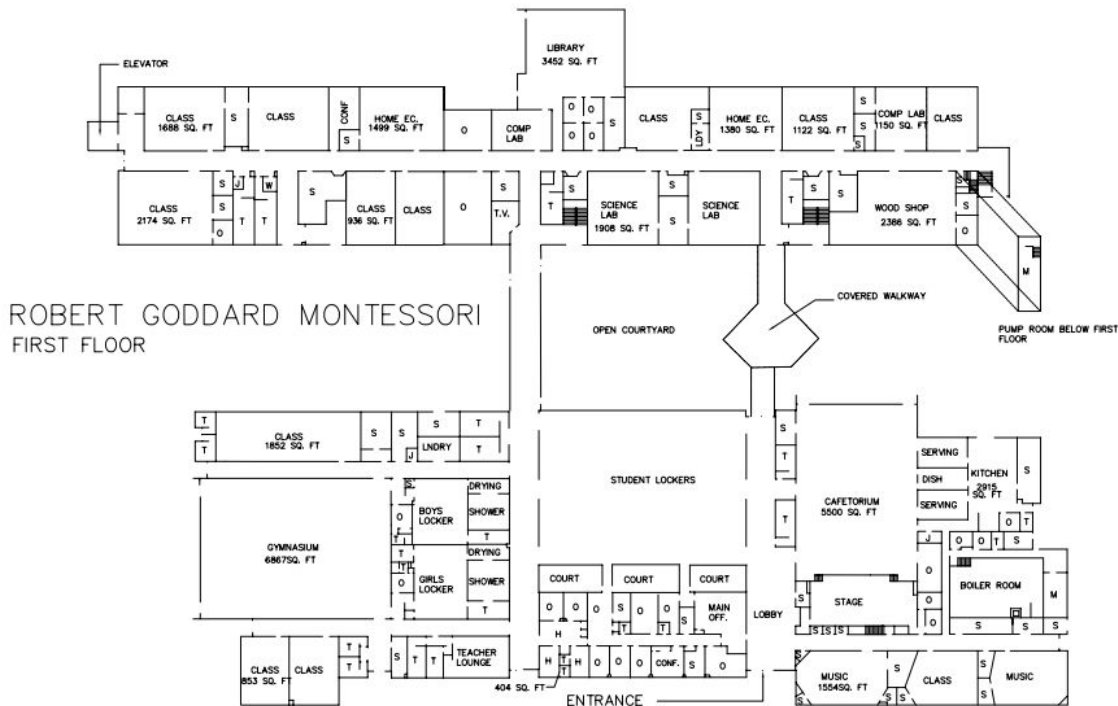 LIBRARY
3452 SQ. FT
ELEVATOR
CLASS
1688 SQ. FT
S
CLASS
CONF
S
HOME EC.
1499 SQ. FT
O
COMP
LAB
O
O
O
O
S
CLASS
S
LDY
HOME EC.
1380 SQ. FT
CLASS
1122 SQ. FT
S
S
S
COMP LAB
1150 SQ. FT
CLASS
CLASS
2174 SQ. FT
S
S
O
J
T
W
T
S
CLASS
936 SQ. FT
CLASS
O
S
T.V.
T
S
SCIENCE
LAB
1908 SQ. FT
S
S
SCIENCE
LAB
T
S
S
WOOD SHOP
2386 SQ. FT
S
S
O
M
ROBERT GODDARD MONTESSORI
FIRST FLOOR
OPEN COURTYARD
COVERED WALKWAY
PUMP ROOM BELOW FIRST
FLOOR
T
T
CLASS
1852 SQ. FT
S
S
J
S
LNDRY
T
T
STUDENT LOCKERS
S
T
T
CAFETORIUM
5500 SQ. FT
SERVING
DISH
SERVING
KITCHEN
2915
SQ. FT
S
O
T
GYMNASIUM
6867SQ. FT
S
O
T
BOYS
LOCKER
DRYING
SHOWER
T
T
T
O
GIRLS
LOCKER
DRYING
SHOWER
T
COURT
COURT
COURT
O
O
O
S
T
O
O
T
S
MAIN
OFF.
H
LOBBY
S
S
STAGE
S
S
S
J
O
O
O
O
O
T
S
BOILER ROOM
M
S
S
S
CLASS
853 SQ. FT
CLASS
T
T
S
T
T
TEACHER
LOUNGE
H
T
T
H
O
O
O
CONF.
S
O
404 SQ. FT
ENTRANCE
S
MUSIC
1554SQ. FT
S
S
S
S
CLASS
S
S
MUSIC